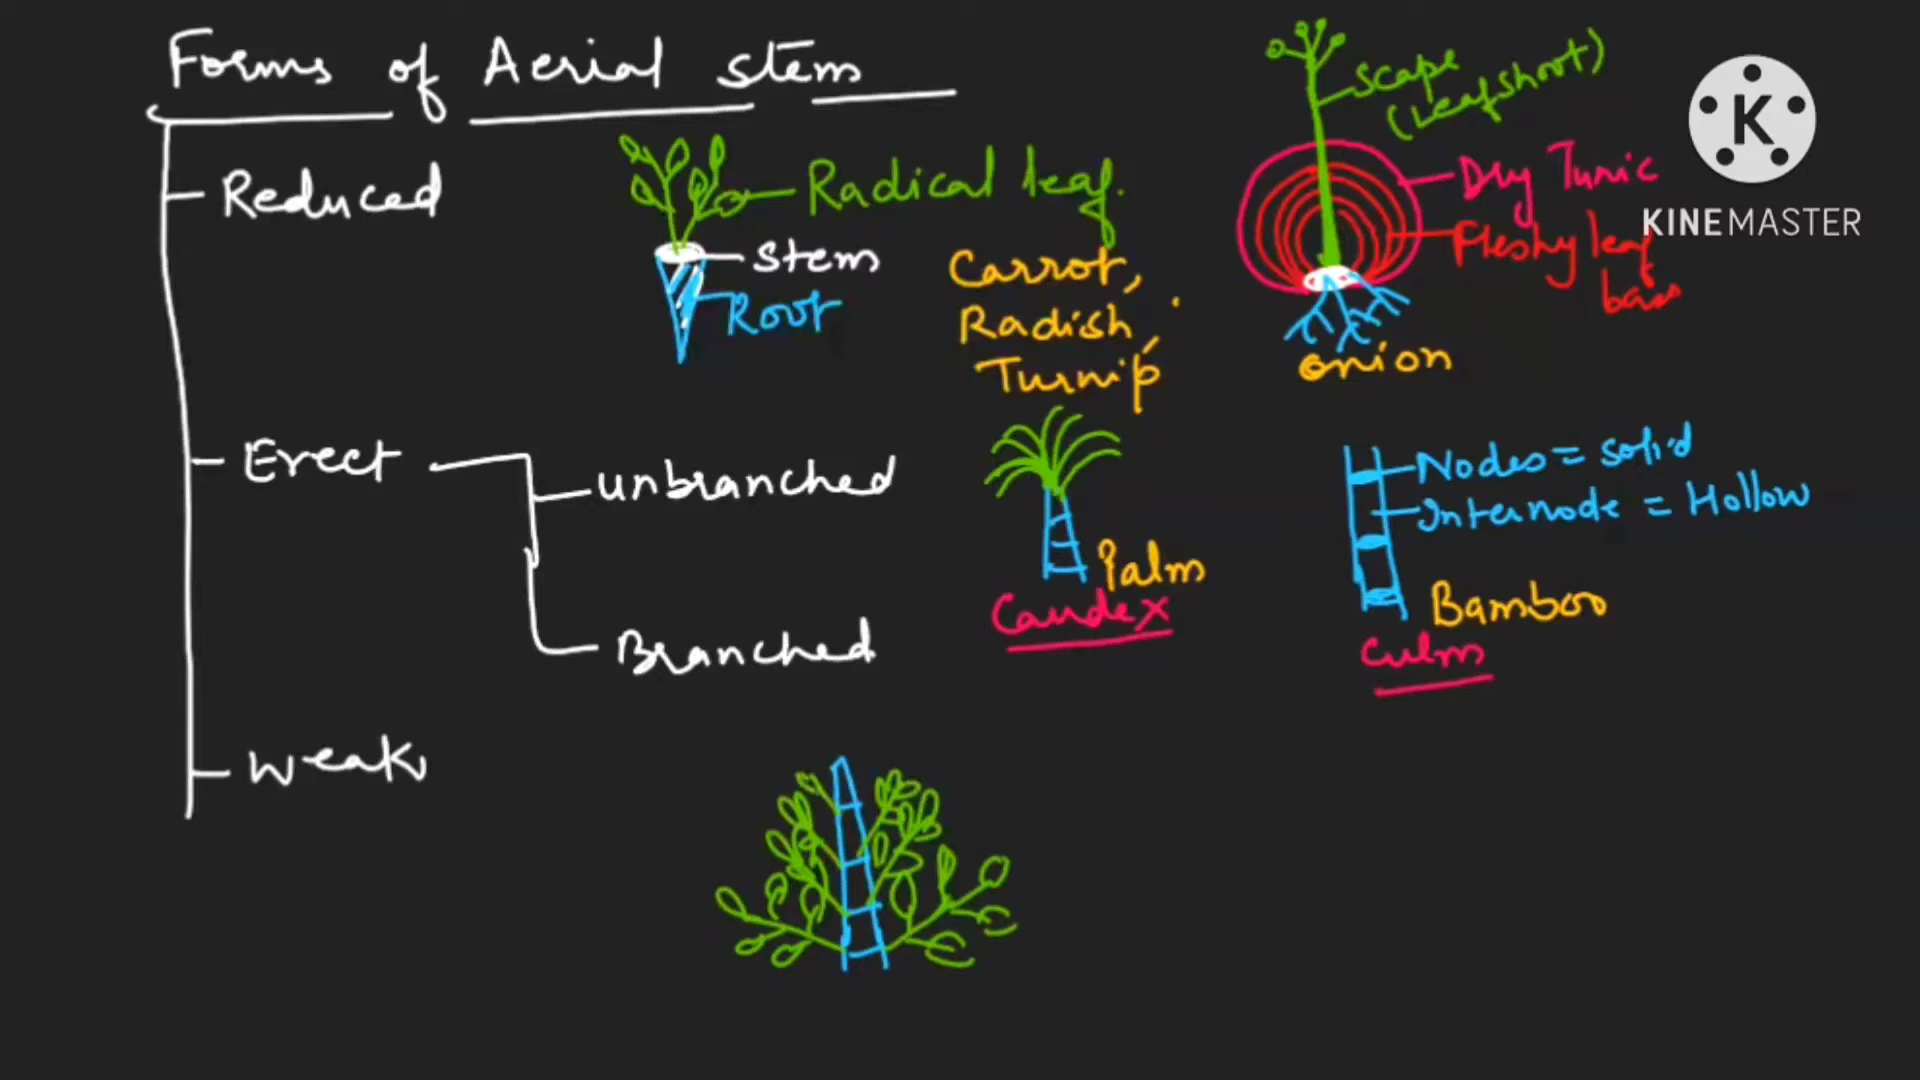 Forms of Aerial stem
Reduced
Radical leaf.
Stem
Root
Carrot,
Radish,
Turnip
scape
(Leafshoot)
Dry Tunic
Fleshy leaf
onion
K
KINEMASTER
Erect
unbranched
Branched
Palm
Caudex
Nodes = solid
Internode = Hollow
Bamboo
Culm
Weak